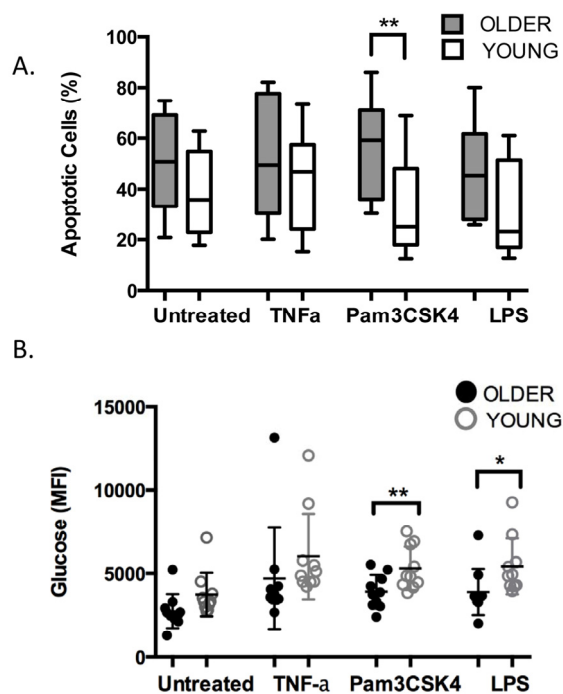 A.
** OLDER
YOUNG
Apoptotic Cells (%)
100
80
60
40
20
0
Untreated TNFa Pam3CSK4 LPS
B.
OLDER
YOUNG
Glucose (MFI)
15000
10000
5000
0
** *
Untreated TNF-a Pam3CSK4 LPS